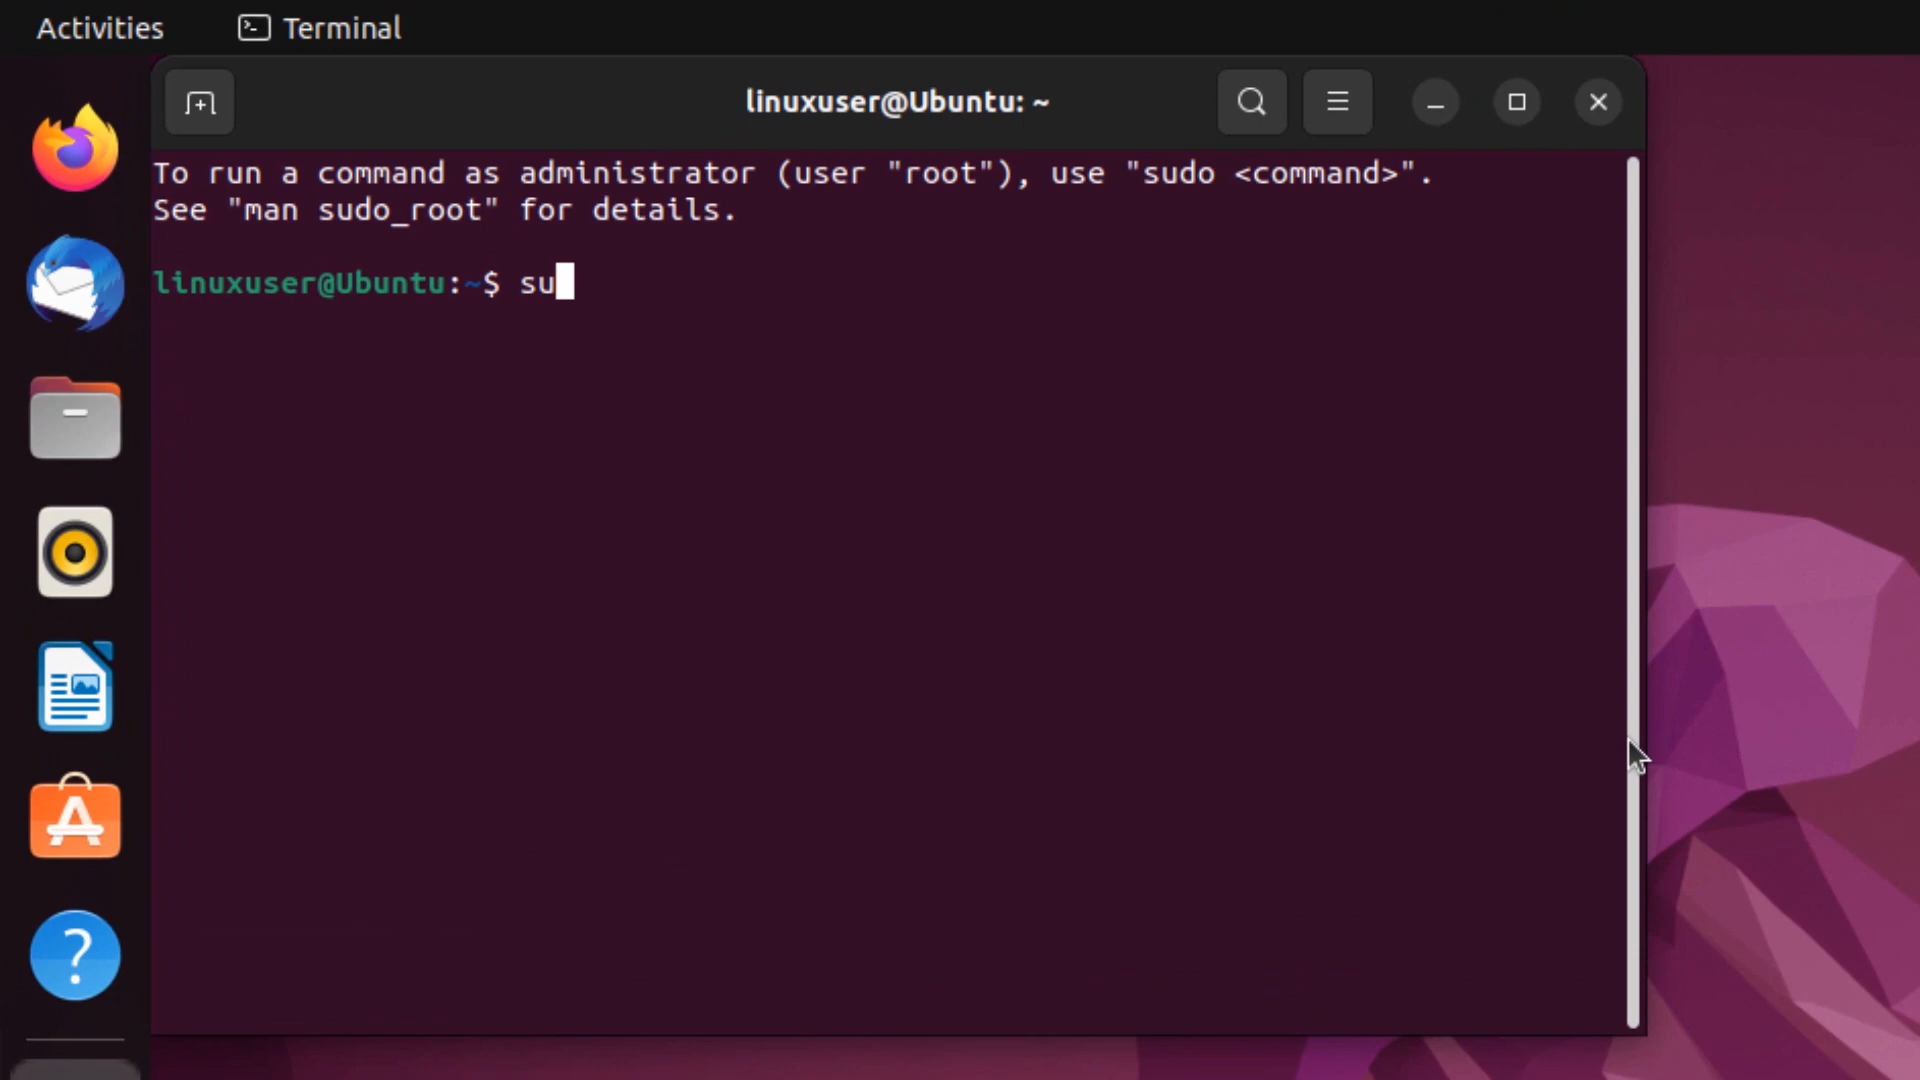 Activities Terminal
linuxuser@Ubuntu: ~
To run a command as administrator (user "root"), use "sudo <command>".
See "man sudo_root" for details.
linuxuser@Ubuntu:~$ su